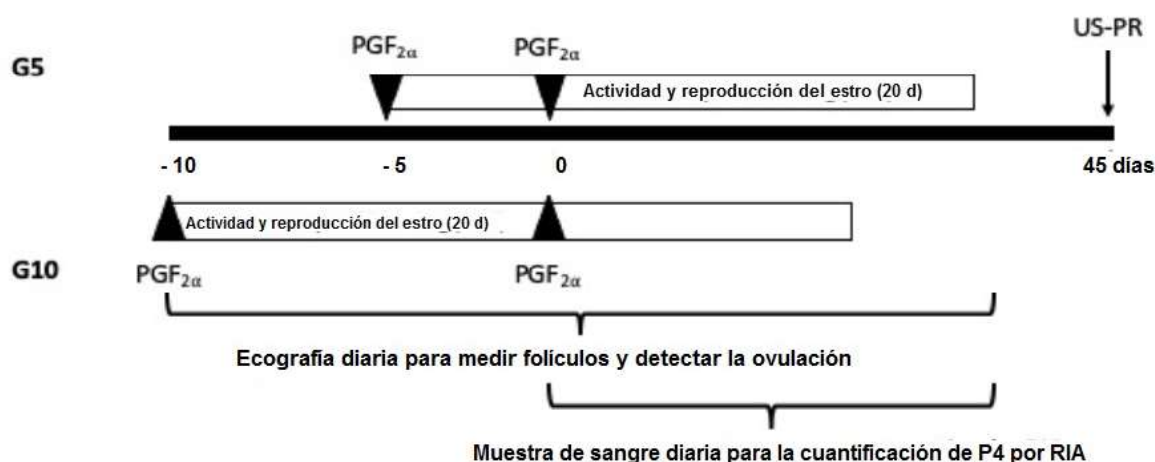 US-PR
PGF2α PGF2α
G5
Actividad y reproducción del estro (20 d)
- 10 - 5 0 45 días
Actividad y reproducción del estro (20 d)
G10
PGF2α PGF2α
Ecografía diaria para medir folículos y detectar la ovulación
Muestra de sangre diaria para la cuantificación de P4 por RIA